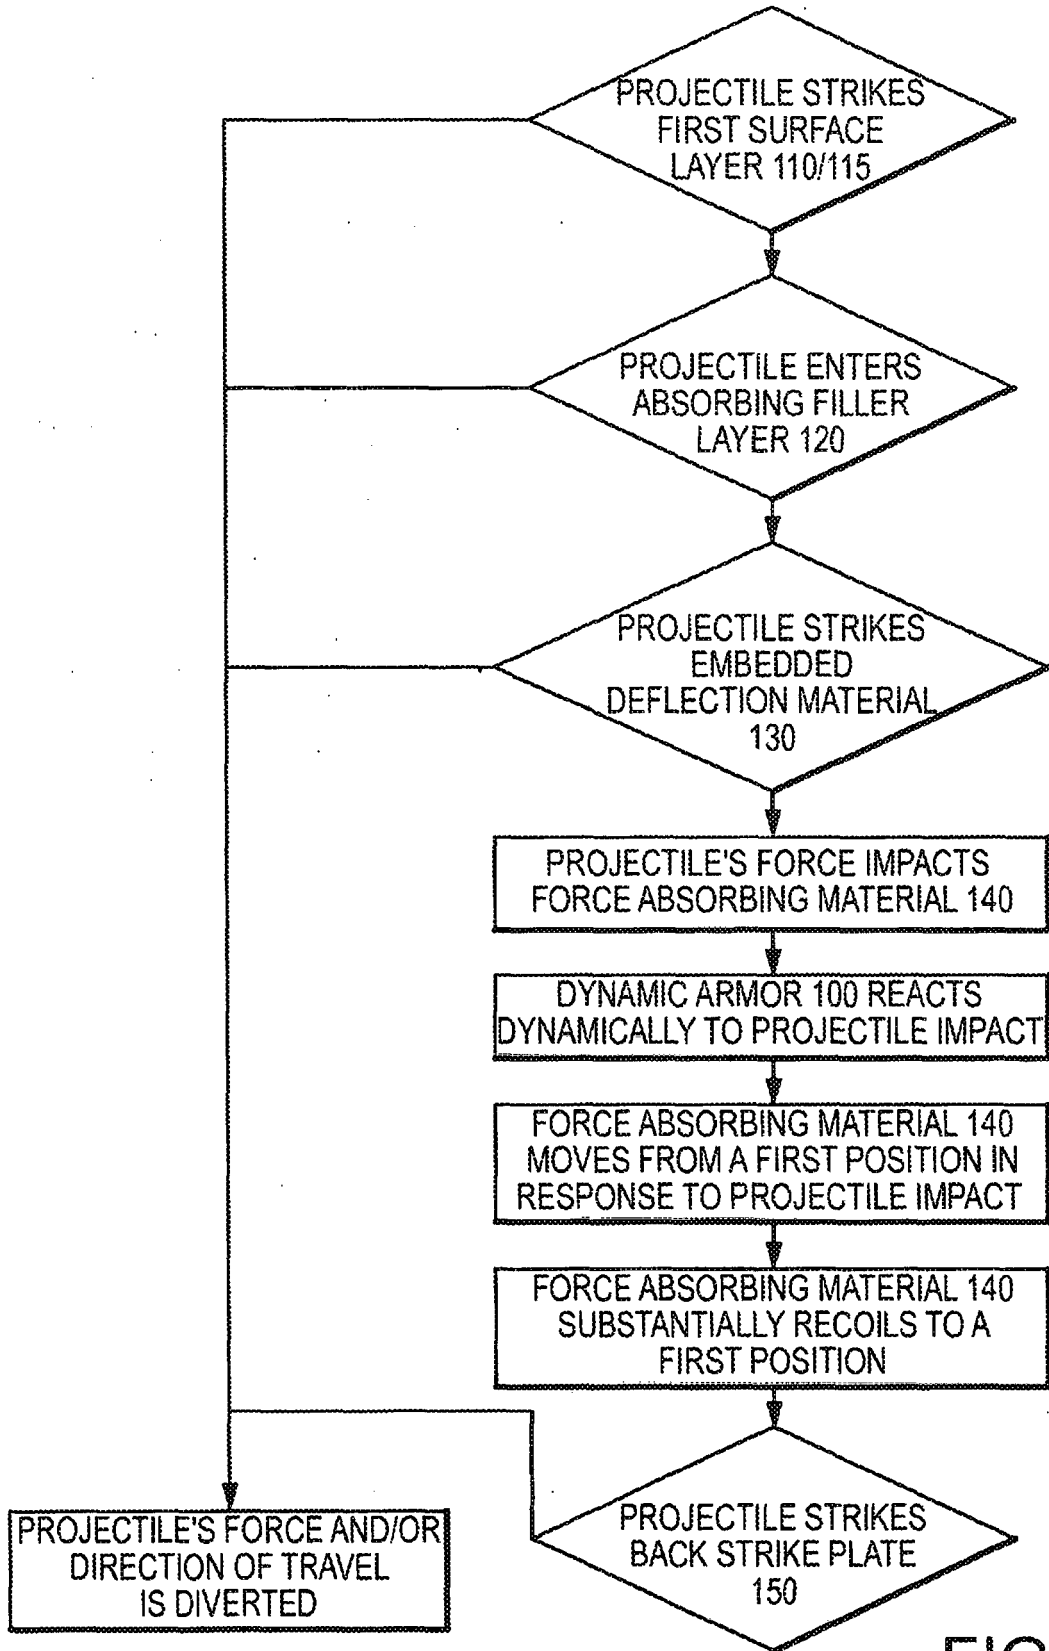 PROJECTILE STRIKES
FIRST SURFACE
LAYER 110/115
PROJECTILE ENTERS
ABSORBING FILLER
LAYER 120
PROJECTILE STRIKES
EMBEDDED
DEFLECTION MATERIAL
130
PROJECTILE'S FORCE IMPACTS
FORCE ABSORBING MATERIAL 140
DYNAMIC ARMOR 100 REACTS
DYNAMICALLY TO PROJECTILE IMPACT
FORCE ABSORBING MATERIAL 140
MOVES FROM A FIRST POSITION IN
RESPONSE TO PROJECTILE IMPACT
FORCE ABSORBING MATERIAL 140
SUBSTANTIALLY RECOILS TO A
FIRST POSITION
PROJECTILE STRIKES
BACK STRIKE PLATE
150
PROJECTILE'S FORCE AND/OR
DIRECTION OF TRAVEL
IS DIVERTED